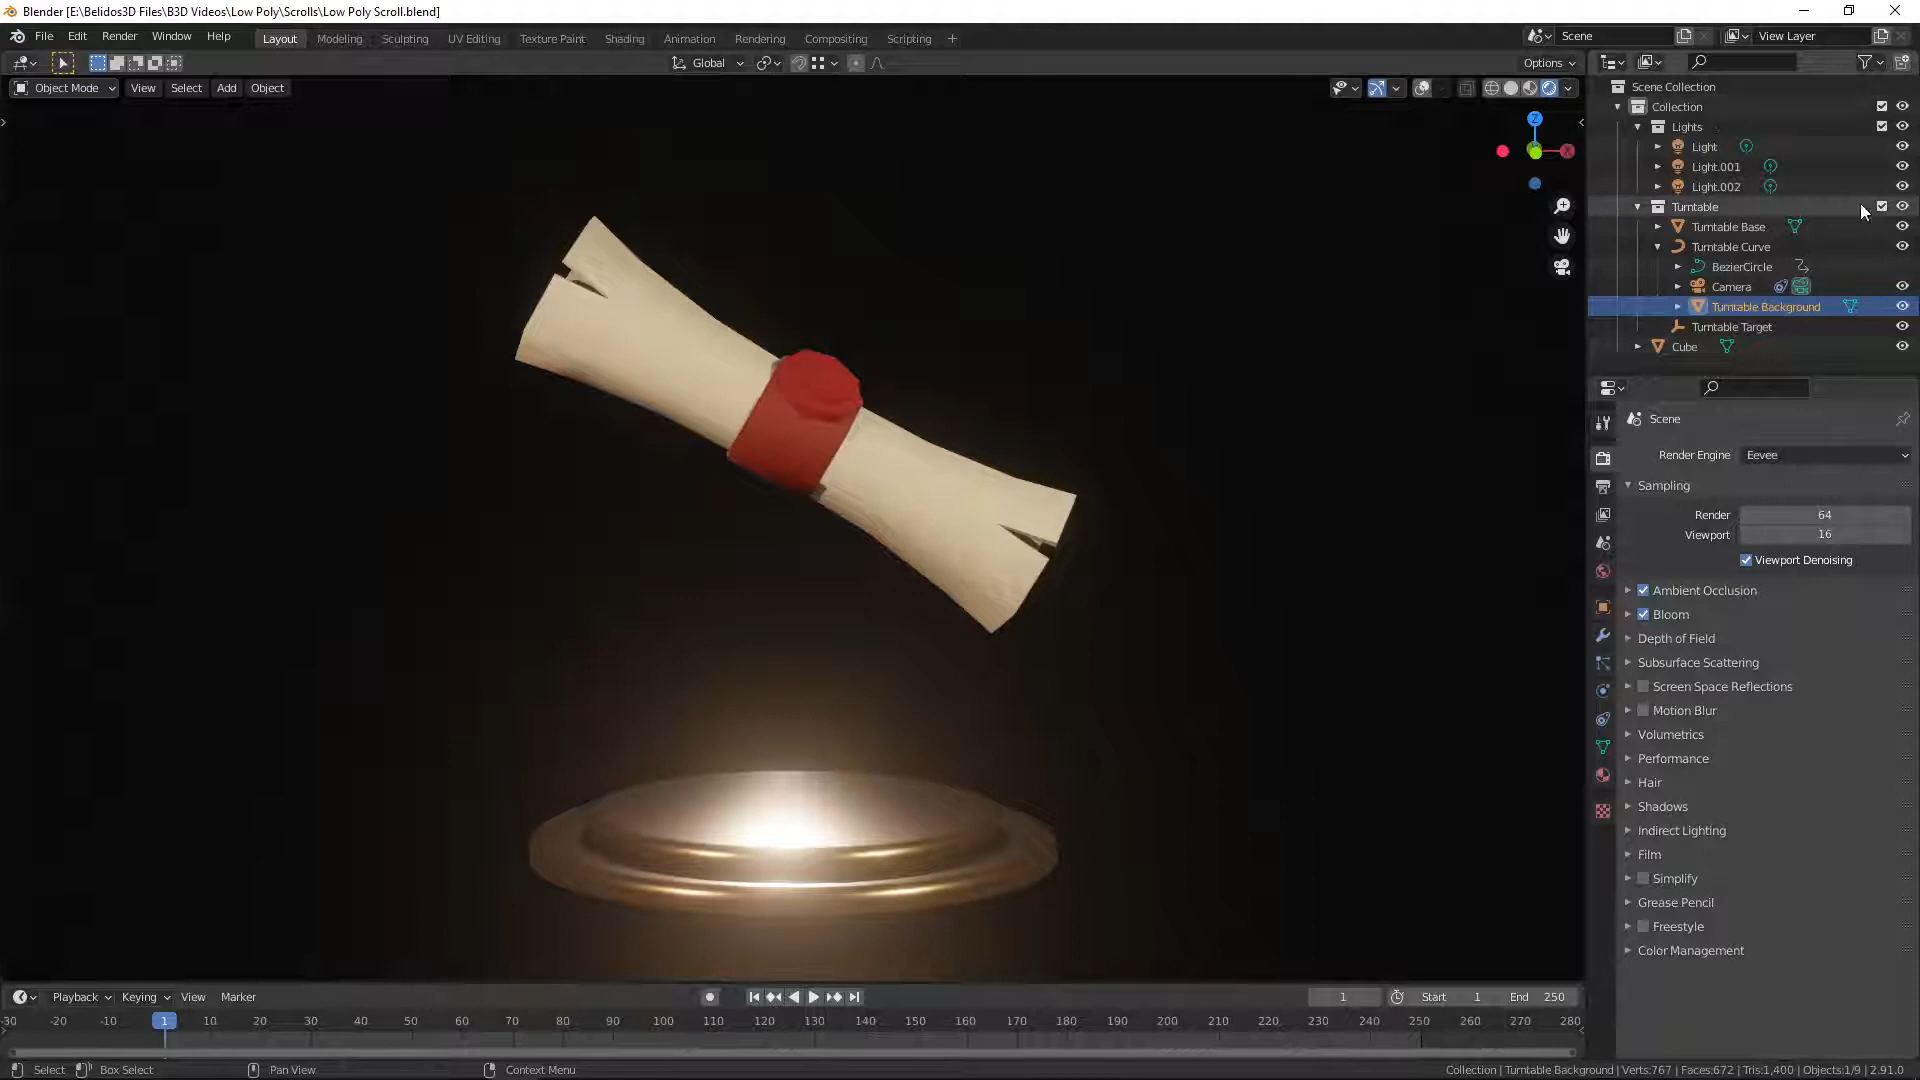 Blender [E:\Belidos3D Files\B3D Videos\Low Poly\Scrolls\Low Poly Scroll.blend]
File Edit Render Window Help Layout Modeling Sculpting UV Editing Texture Paint Shading Animation Rendering Compositing Scripting + Scene View Layer
Global Options
Object Mode View Select Add Object
Z
X
Scene Collection
Collection
Lights
Light
Light.001
Light.002
Turntable
Turntable Base
Turntable Curve
BezierCircle
Camera
Turntable Background
Turntable Target
Cube
Scene
Render Engine Eevee
Sampling
Render 64
Viewport 16
Viewport Denoising
Ambient Occlusion
Bloom
Depth of Field
Subsurface Scattering
Screen Space Reflections
Motion Blur
Volumetrics
Performance
Hair
Shadows
Indirect Lighting
Film
Simplify
Grease Pencil
Freestyle
Color Management
Playback Keying View Marker 1 Start 1 End 250
-30 -20 -10 1 10 20 30 40 50 60 70 80 90 100 110 120 130 140 150 160 170 180 190 200 210 220 230 240 250 260 270 280
Select Box Select Pan View Context Menu Collection | Turntable Background | Verts:767 | Faces:672 | Tris:1,400 | Objects:1/9 | 2.91.0